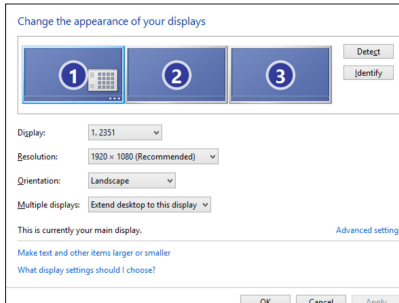 Change the appearance of your displays
1 2 3
Detect
Identify
Display: 1. 2351
Resolution: 1920 × 1080 (Recommended)
Orientation: Landscape
Multiple displays: Extend desktop to this display
This is currently your main display. Advanced setting
Make text and other items larger or smaller
What display settings should I choose?
OK Cancel Apply